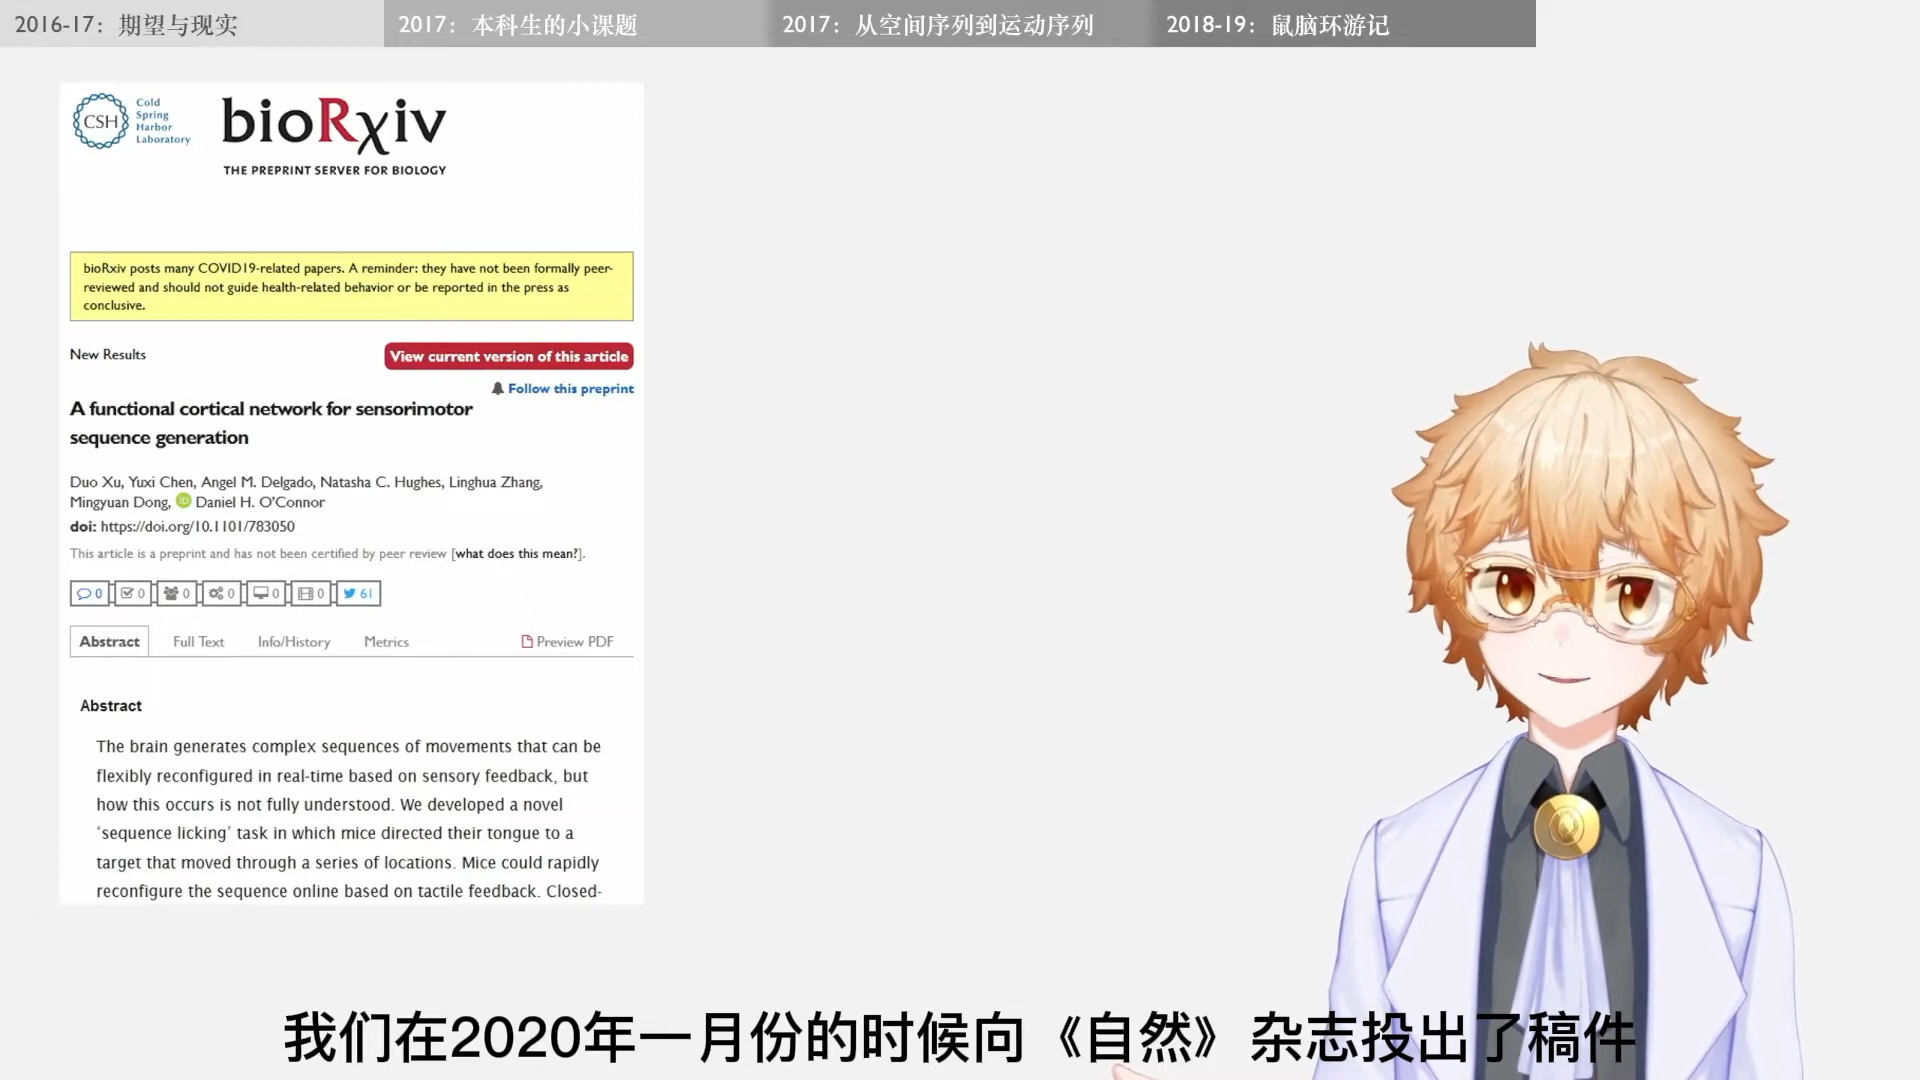 2016-17：期望与现实
2017：本科生的小课题
2017：从空间序列到运动序列
2018-19：鼠脑环游记
CSH
Cold
Spring
Harbor
Laboratory
bioRxiv
THE PREPRINT SERVER FOR BIOLOGY
bioRxiv posts many COVID19-related papers. A reminder: they have not been formally peer-
reviewed and should not guide health-related behavior or be reported in the press as
conclusive.
New Results
View current version of this article
Follow this preprint
A functional cortical network for sensorimotor
sequence generation
Duo Xu, Yuxi Chen, Angel M. Delgado, Natasha C. Hughes, Linghua Zhang,
Mingyuan Dong, iD Daniel H. O'Connor
doi: https://doi.org/10.1101/783050
This article is a preprint and has not been certified by peer review [what does this mean?].
0 0 0 0 0 0 61
Abstract Full Text Info/History Metrics Preview PDF
Abstract
The brain generates complex sequences of movements that can be
flexibly reconfigured in real-time based on sensory feedback, but
how this occurs is not fully understood. We developed a novel
‘sequence licking’ task in which mice directed their tongue to a
target that moved through a series of locations. Mice could rapidly
reconfigure the sequence online based on tactile feedback. Closed-
我们在2020年一月份的时候向《自然》杂志投出了稿件